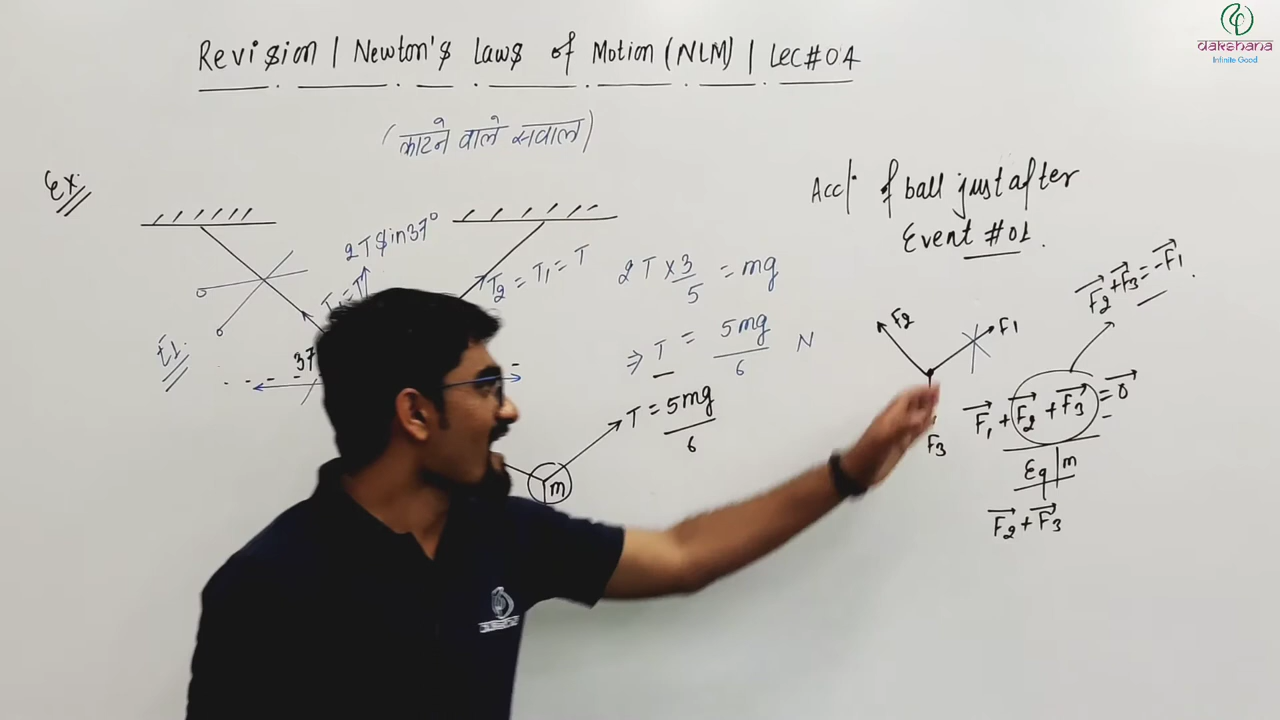 Revision | Newton's Laws of Motion (NLM) | Lec#04
(काटने वाले सवाल)
Ex:
2T Sin37°
T₂ = T₁ = T
E1
37
2T × 3/5 = mg
⇒ T = 5mg/6 N
T = 5mg/6
m
Accⁿ of ball just after
Event #01.
F₂
F₁
F₃
F₂ + F₃ = -F₁.
F₁ + F₂ + F₃ = 0
Eqᵐ
F₂ + F₃
dakshana
Infinite Good